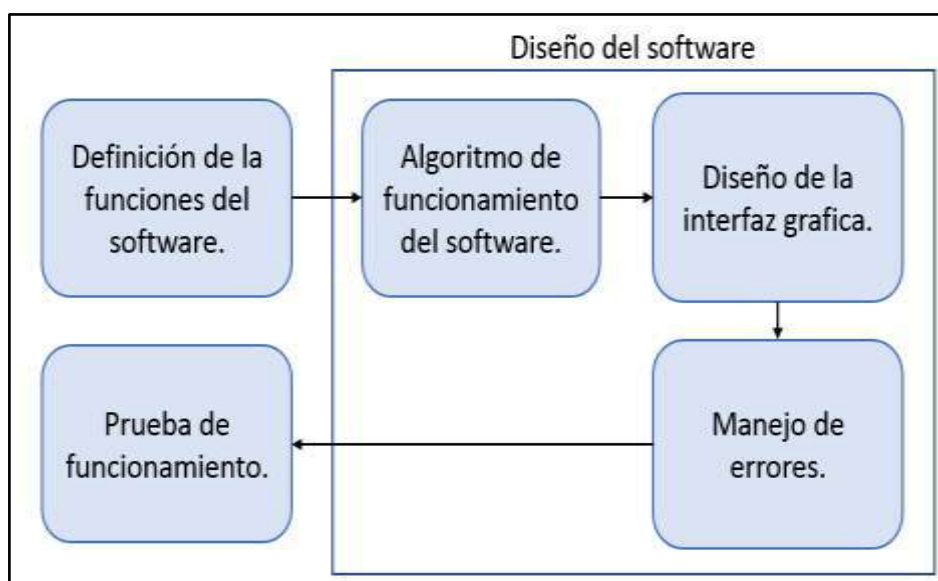 Diseño del software
Definición de la
funciones del
software.
Algoritmo de
funcionamiento
del software.
Diseño de la
interfaz grafica.
Prueba de
funcionamiento.
Manejo de
errores.